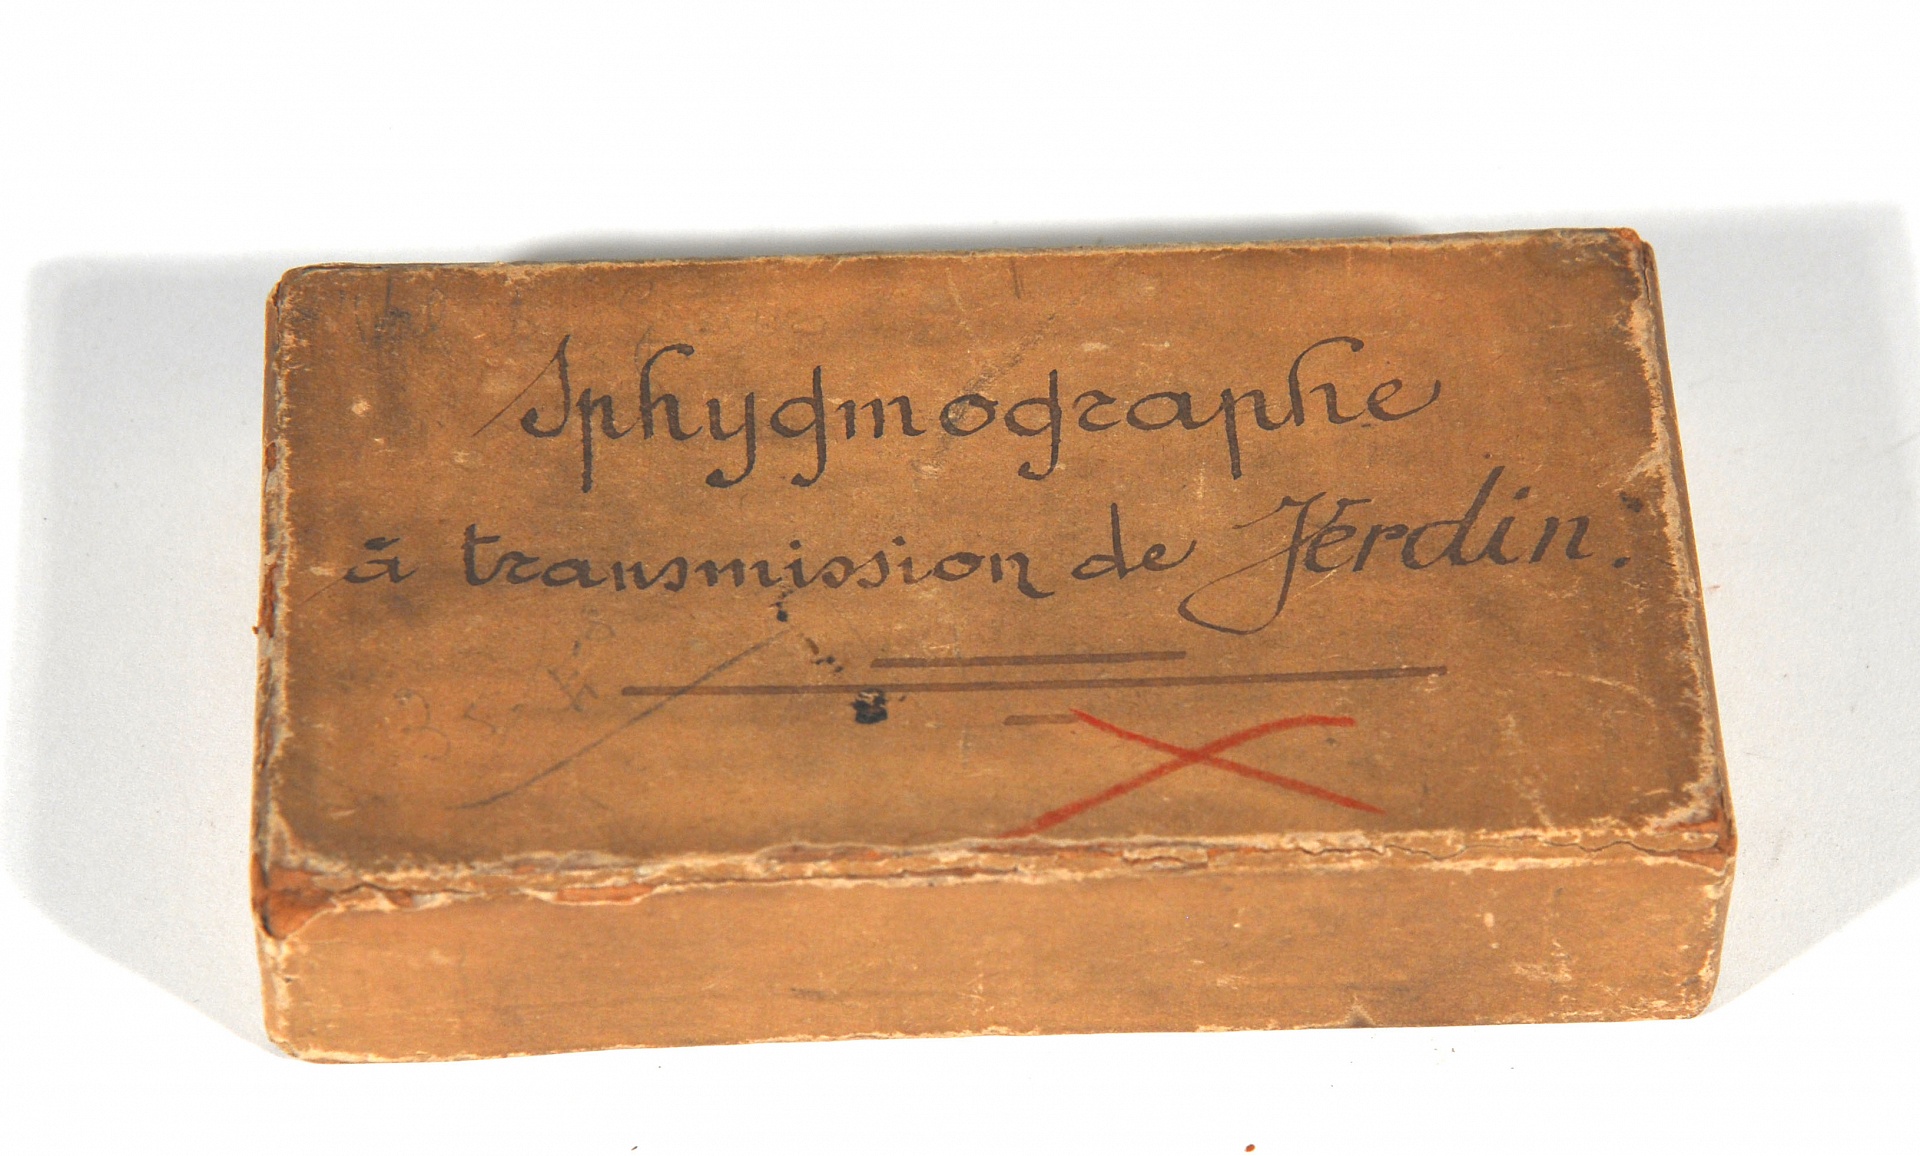 Sphygmographe
à transmission de Verdin: